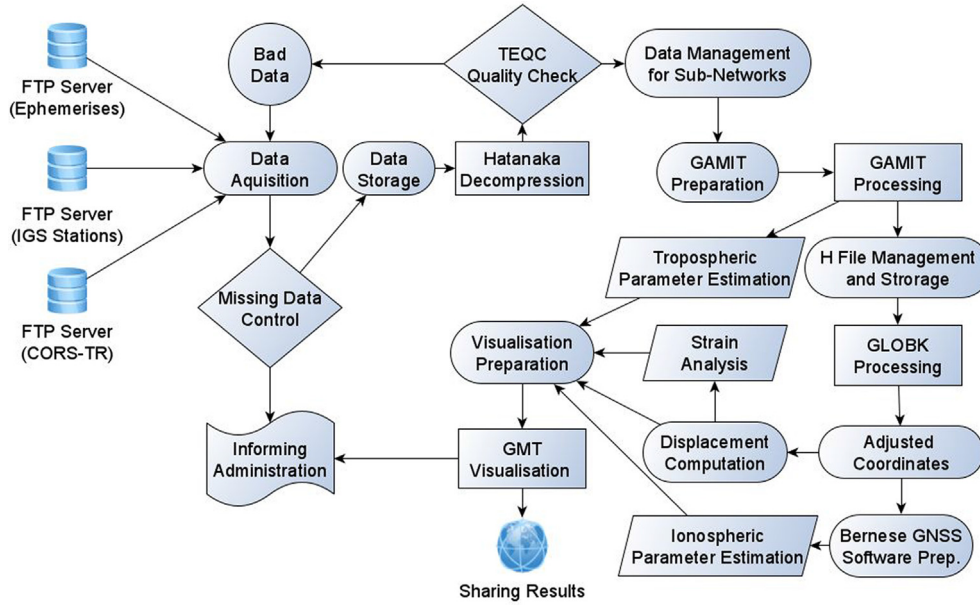 FTP Server
(Ephemerises)
Bad
Data
TEQC
Quality Check
Data Management
for Sub-Networks
FTP Server
(IGS Stations)
Data
Aquisition
Data
Storage
Hatanaka
Decompression
GAMIT
Preparation
GAMIT
Processing
FTP Server
(CORS-TR)
Missing Data
Control
Tropospheric
Parameter Estimation
H File Management
and Strorage
Visualisation
Preparation
Strain
Analysis
GLOBK
Processing
Informing
Administration
GMT
Visualisation
Displacement
Computation
Adjusted
Coordinates
Sharing Results
Ionospheric
Parameter Estimation
Bernese GNSS
Software Prep.